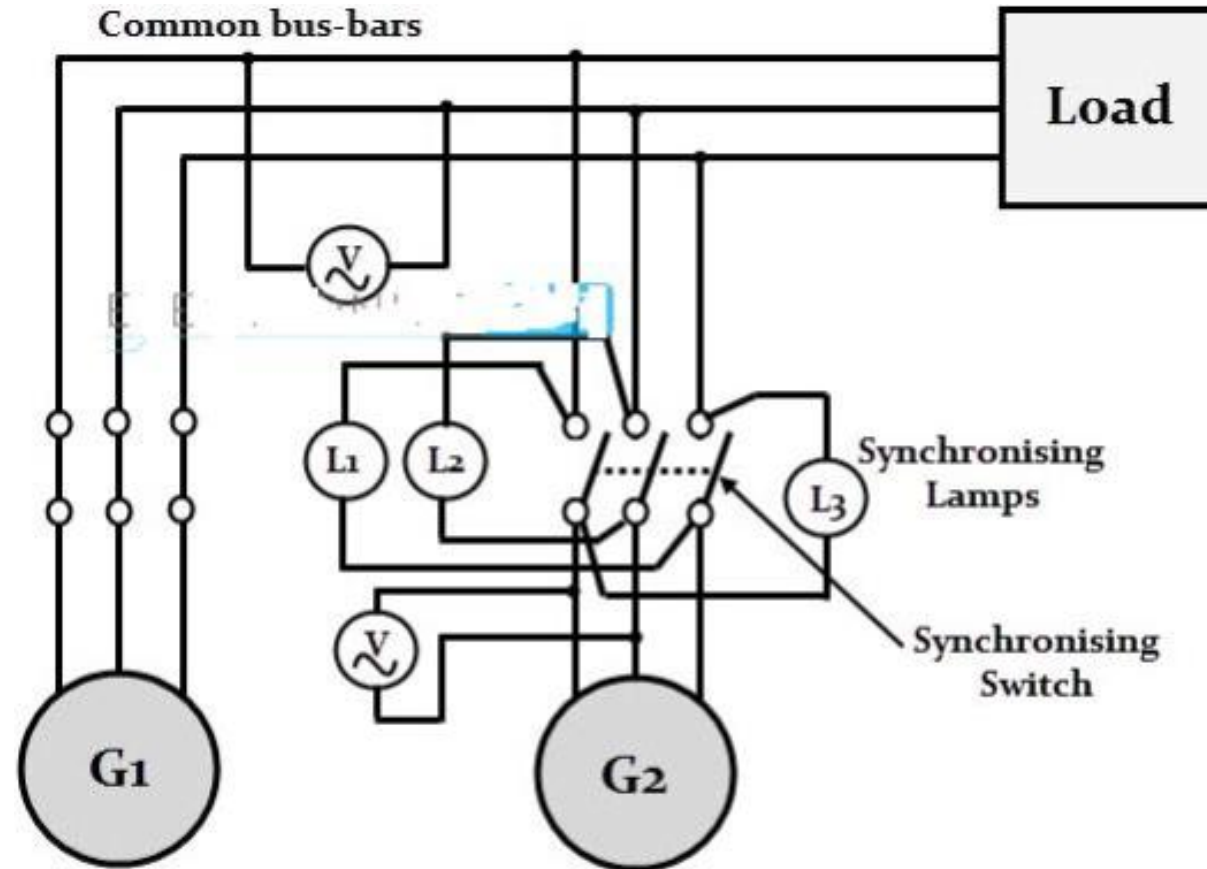 Common bus-bars
Load
V
L1
L2
L3
Synchronising
Lamps
V
Synchronising
Switch
G1
G2